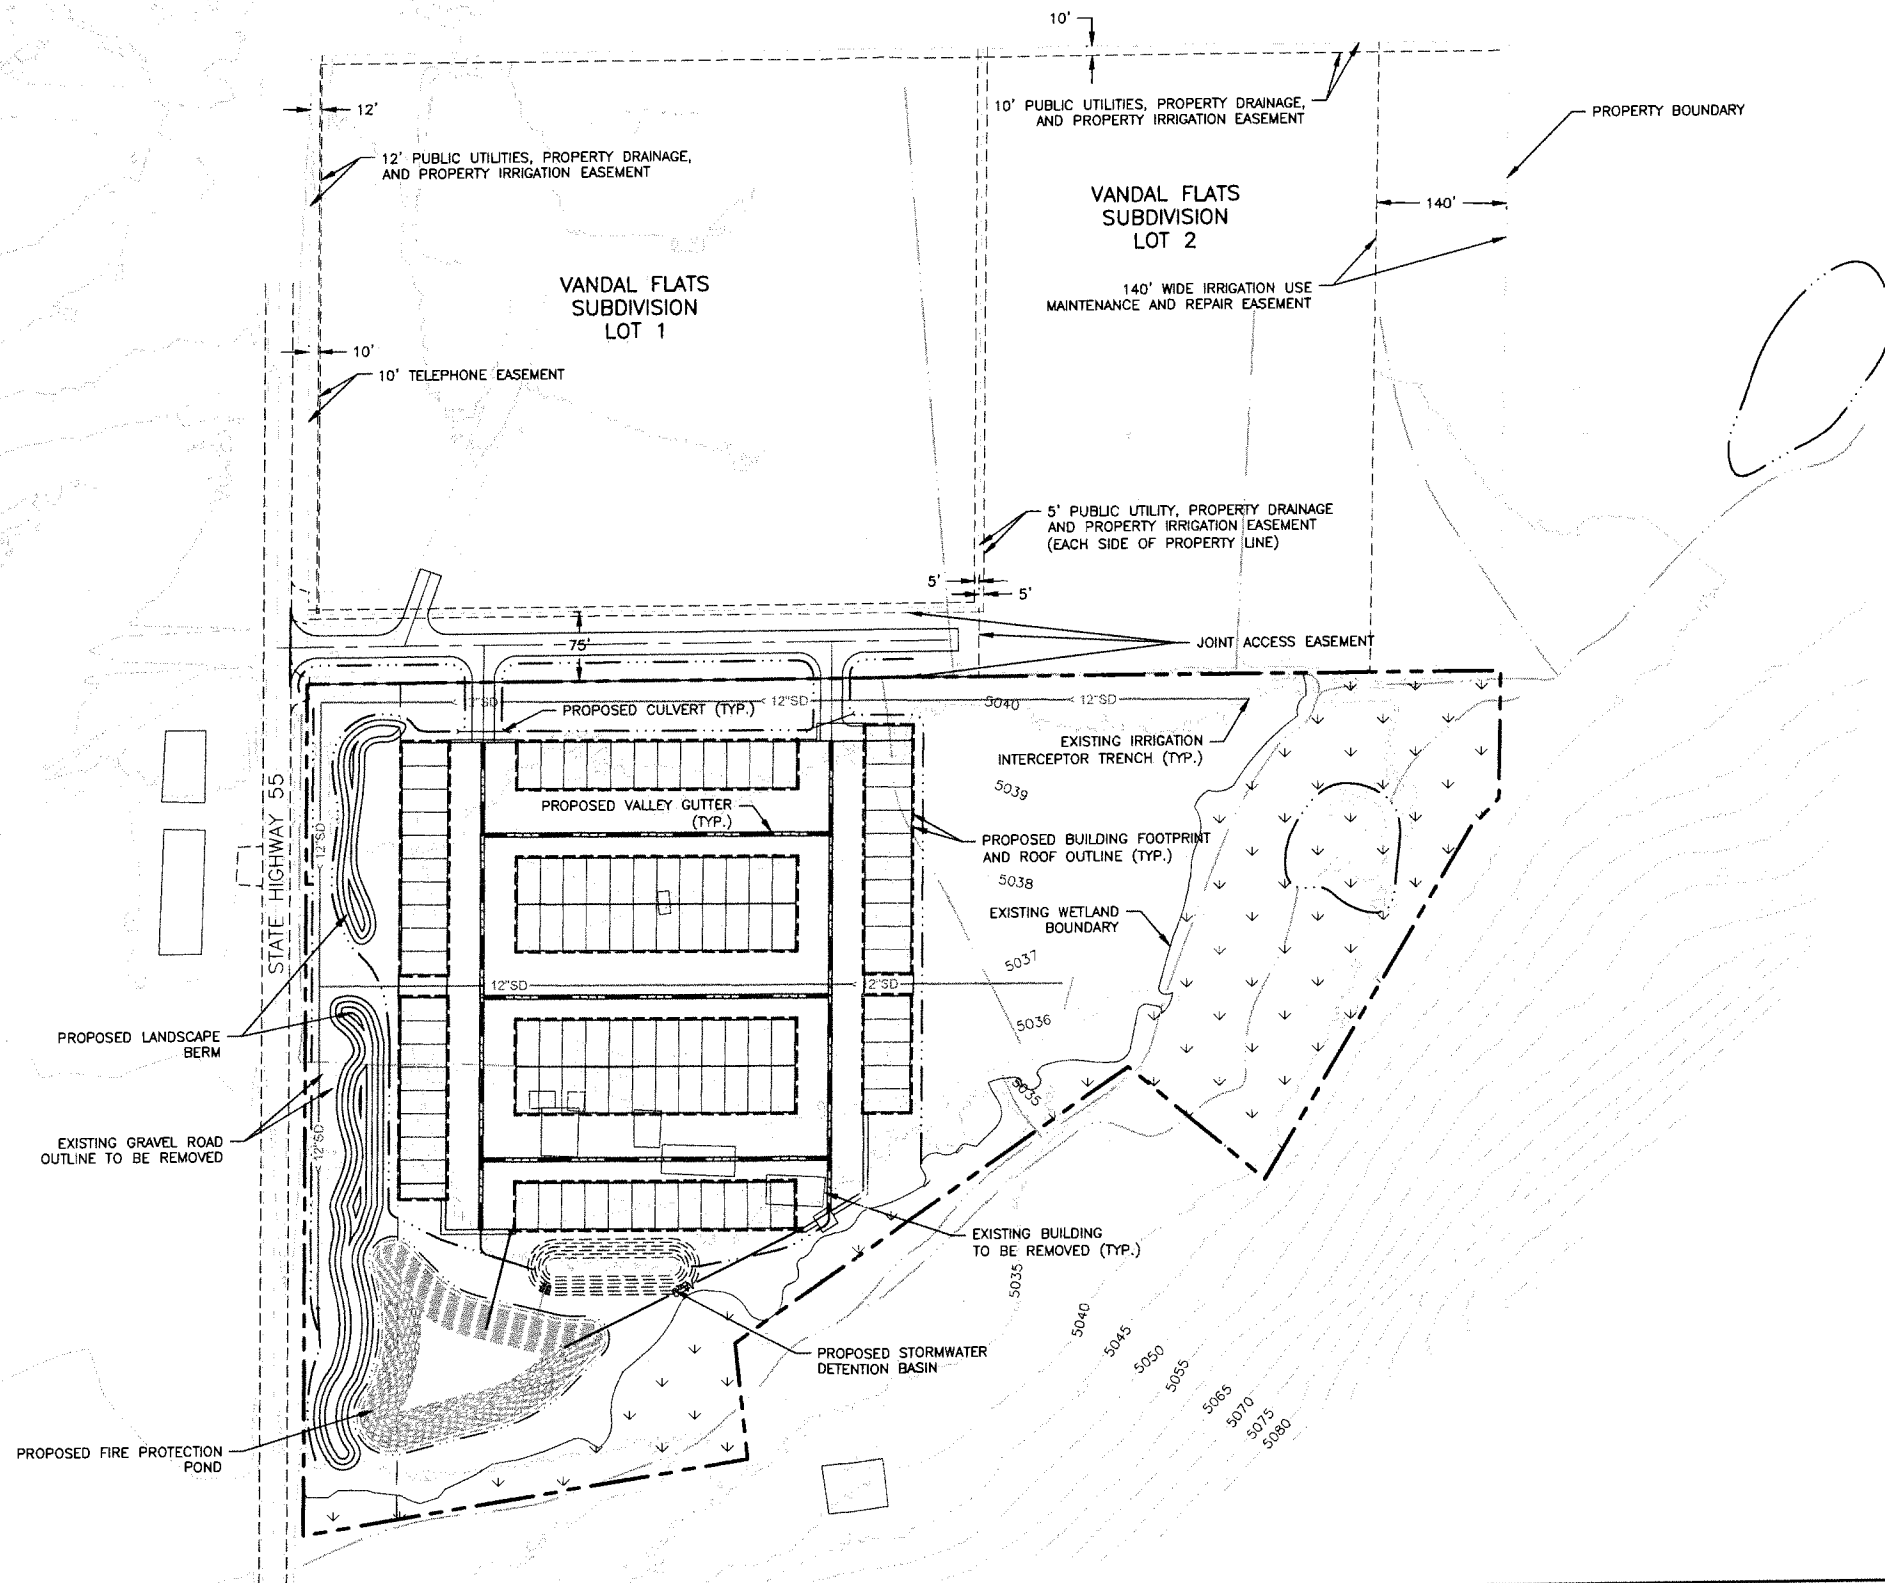 10'
12'
10' PUBLIC UTILITIES, PROPERTY DRAINAGE,
AND PROPERTY IRRIGATION EASEMENT
PROPERTY BOUNDARY
12' PUBLIC UTILITIES, PROPERTY DRAINAGE,
AND PROPERTY IRRIGATION EASEMENT
VANDAL FLATS
SUBDIVISION
LOT 2
140'
VANDAL FLATS
SUBDIVISION
LOT 1
140' WIDE IRRIGATION USE
MAINTENANCE AND REPAIR EASEMENT
10'
10' TELEPHONE EASEMENT
5' PUBLIC UTILITY, PROPERTY DRAINAGE
AND PROPERTY IRRIGATION EASEMENT
(EACH SIDE OF PROPERTY LINE)
5'
5'
75'
JOINT ACCESS EASEMENT
12"SD
12"SD
5040
12"SD
PROPOSED CULVERT (TYP.)
EXISTING IRRIGATION
INTERCEPTOR TRENCH (TYP.)
STATE HIGHWAY 55
5039
PROPOSED VALLEY GUTTER
(TYP.)
12"SD
PROPOSED BUILDING FOOTPRINT
AND ROOF OUTLINE (TYP.)
5038
EXISTING WETLAND
BOUNDARY
5037
12"SD
12"SD
5036
PROPOSED LANDSCAPE
BERM
5035
EXISTING GRAVEL ROAD
OUTLINE TO BE REMOVED
12"SD
EXISTING BUILDING
TO BE REMOVED (TYP.)
5035
5040
5045
5050
5055
5065
5070
5075
5080
PROPOSED STORMWATER
DETENTION BASIN
PROPOSED FIRE PROTECTION
POND